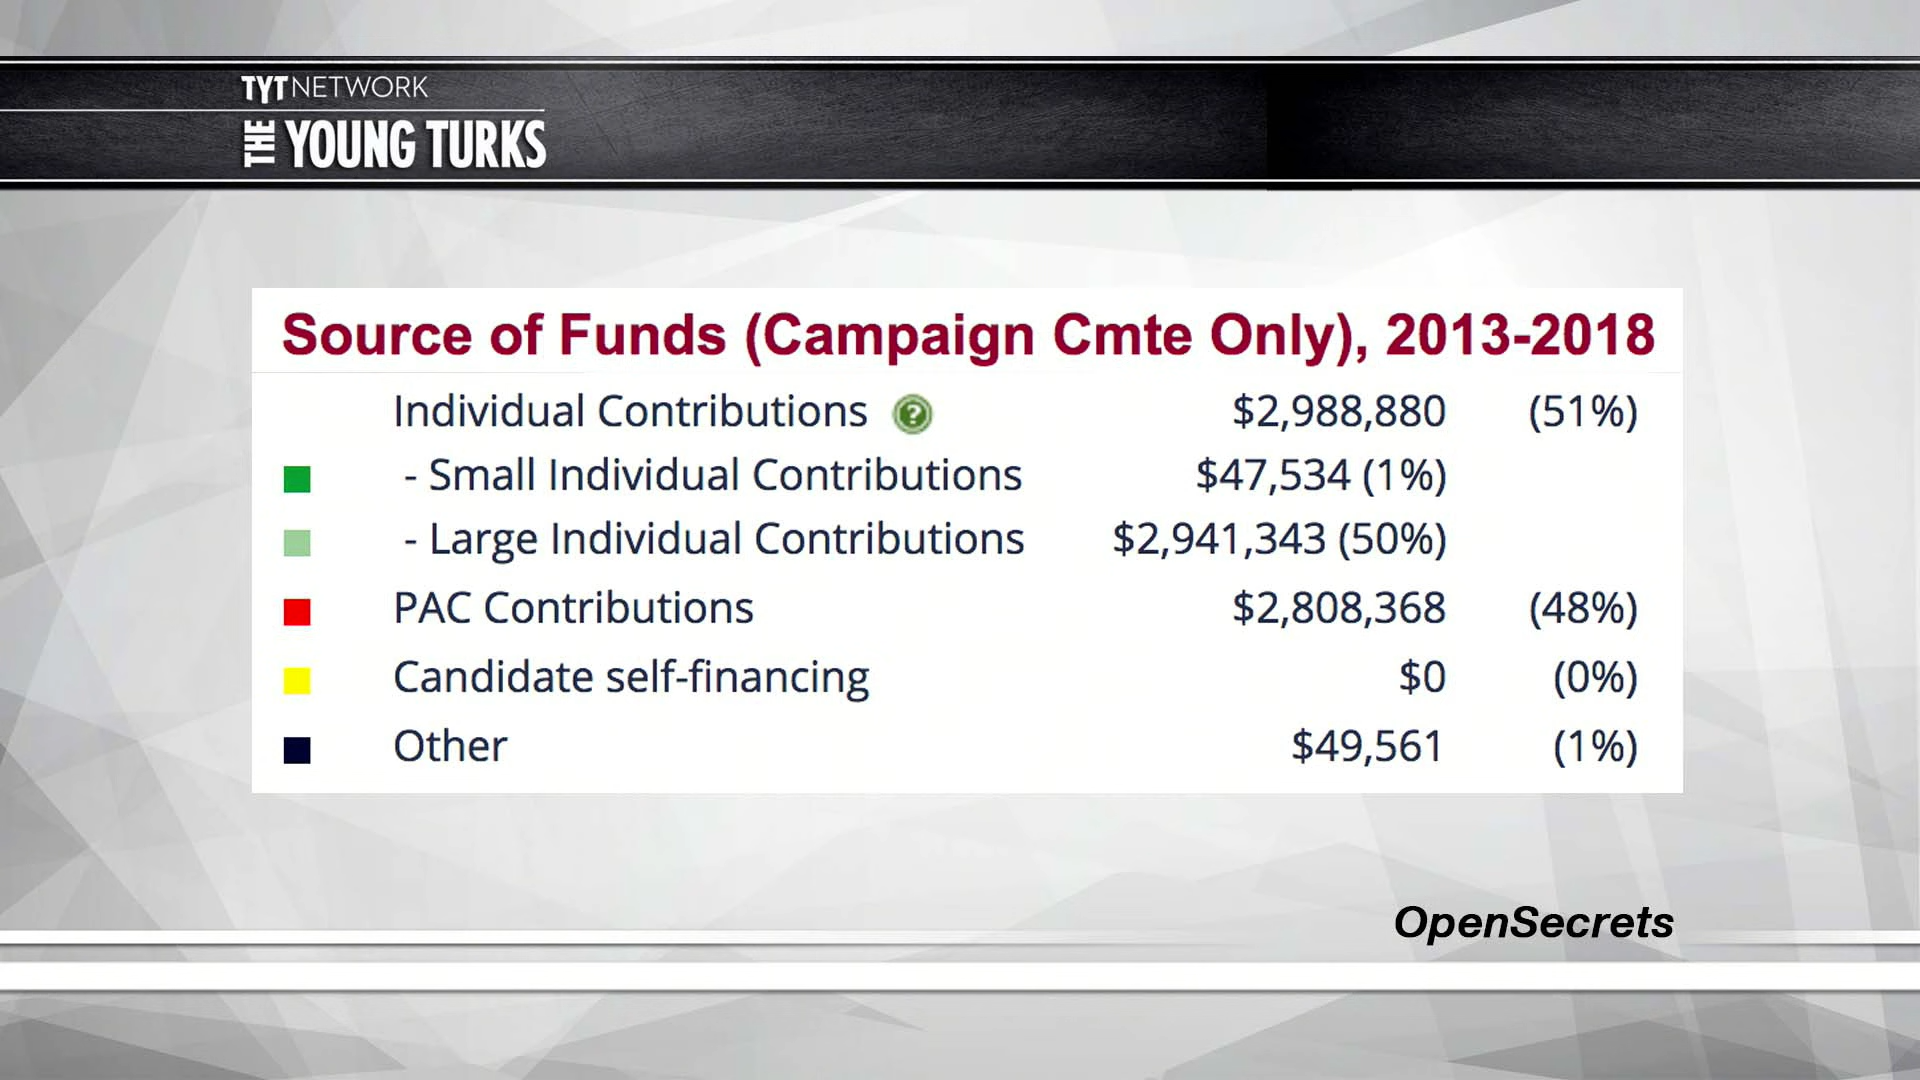 TYT NETWORK
THE YOUNG TURKS
Source of Funds (Campaign Cmte Only), 2013-2018
Individual Contributions ? $2,988,880 (51%)
- Small Individual Contributions $47,534 (1%)
- Large Individual Contributions $2,941,343 (50%)
PAC Contributions $2,808,368 (48%)
Candidate self-financing $0 (0%)
Other $49,561 (1%)
OpenSecrets